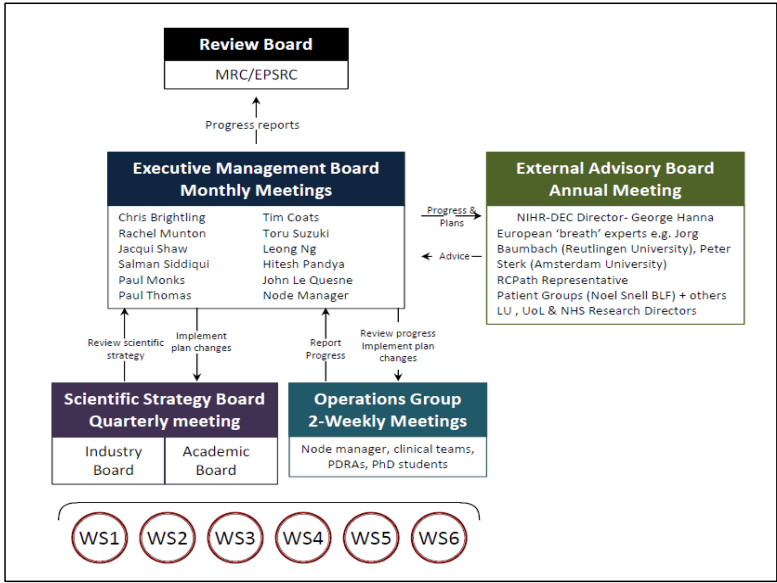 Review Board
MRC/EPSRC
Progress reports
Executive Management Board
Monthly Meetings
Chris Brightling
Rachel Munton
Jacqui Shaw
Salman Siddiqui
Paul Monks
Paul Thomas
Tim Coats
Toru Suzuki
Leong Ng
Hitesh Pandya
John Le Quesne
Node Manager
Progress &
Plans
Advice
External Advisory Board
Annual Meeting
NIHR-DEC Director- George Hanna
European ‘breath’ experts e.g. Jorg
Baumbach (Reutlingen University), Peter
Sterk (Amsterdam University)
RCPath Representative
Patient Groups (Noel Snell BLF) + others
LU , UoL & NHS Research Directors
Review scientific
strategy
Implement
plan changes
Report
Progress
Review progress
Implement plan
changes
Scientific Strategy Board
Quarterly meeting
Industry
Board
Academic
Board
Operations Group
2-Weekly Meetings
Node manager, clinical teams,
PDRAs, PhD students
WS1
WS2
WS3
WS4
WS5
WS6